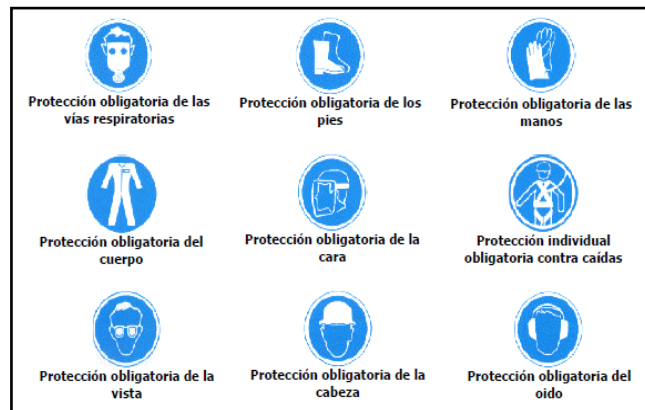 Protección obligatoria de las
vías respiratorias
Protección obligatoria de los
pies
Protección obligatoria de las
manos
Protección obligatoria del
cuerpo
Protección obligatoria de la
cara
Protección individual
obligatoria contra caídas
Protección obligatoria de la
vista
Protección obligatoria de la
cabeza
Protección obligatoria del
oido